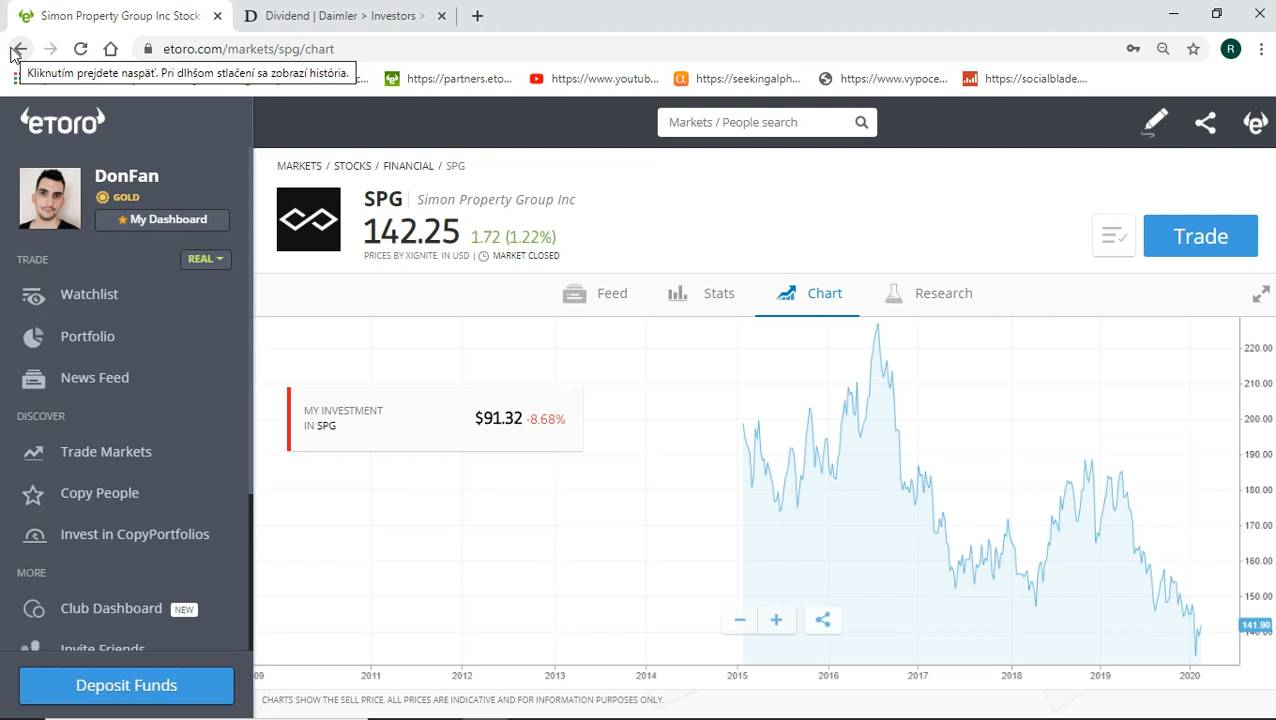 Simon Property Group Inc Stock
Dividend | Daimler > Investors >
etoro.com/markets/spg/chart
R
Kliknutím prejdete naspäť. Pri dlhšom stlačení sa zobrazí história.
https://partners.eto...
https://www.youtub...
https://seekingalph...
https://www.vypoce...
https://socialblade....
eTORO
Markets / People search
DonFan
GOLD
My Dashboard
TRADE
REAL
Watchlist
Portfolio
News Feed
DISCOVER
Trade Markets
Copy People
Invest in CopyPortfolios
MORE
Club Dashboard NEW
Invite Friends
Deposit Funds
MARKETS / STOCKS / FINANCIAL / SPG
SPG Simon Property Group Inc
142.25 1.72 (1.22%)
PRICES BY XIGNITE, IN USD | MARKET CLOSED
Trade
Feed Stats Chart Research
MY INVESTMENT
IN SPG
$91.32 -8.68%
220.00
210.00
200.00
190.00
180.00
170.00
160.00
150.00
141.90
140.00
09 2011 2012 2013 2014 2015 2016 2017 2018 2019 2020
CHARTS SHOW THE SELL PRICE. ALL PRICES ARE INDICATIVE AND FOR INFORMATION PURPOSES ONLY.